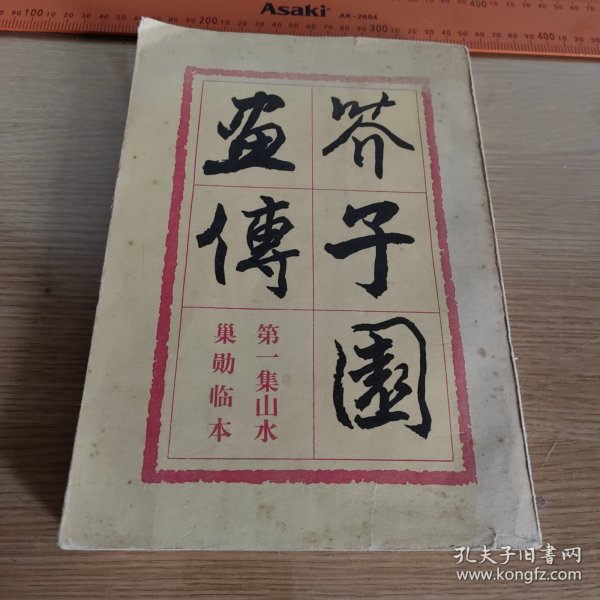 Asaki AK-2604
芥子園
畫傳
第一集山水
巢勋临本
孔夫子旧书网
www.kongfz.com